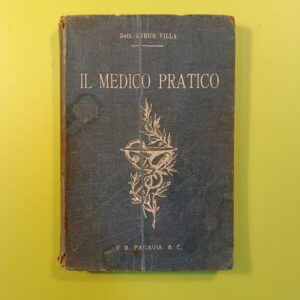 Dott. ENRICO VILLA
IL MEDICO PRATICO
G. B. PARAVIA & C.